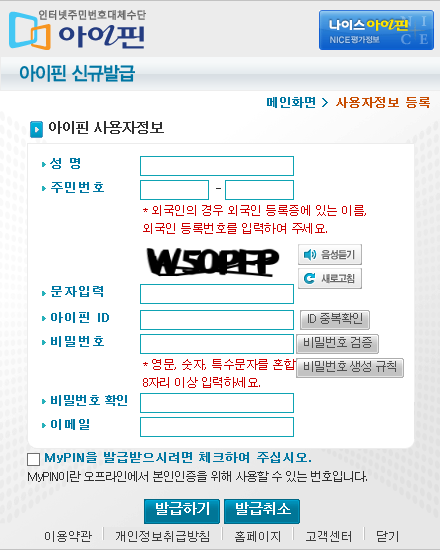 인터넷주민번호대체수단
아이핀
나이스아이핀
NICE평가정보
NICE
아이핀 신규발급
메인화면 > 사용자정보 등록
아이핀 사용자정보
성 명
주민번호
-
* 외국인의 경우 외국인 등록증에 있는 이름,
외국인 등록번호를 입력하여 주세요.
음성듣기
새로고침
문자입력
아이핀 ID
ID 중복확인
비밀번호
비밀번호 검증
* 영문, 숫자, 특수문자를 혼합
비밀번호 생성 규칙
8자리 이상 입력하세요.
비밀번호 확인
이메일
MyPIN을 발급받으시려면 체크하여 주십시오.
MyPIN이란 오프라인에서 본인인증을 위해 사용할 수 있는 번호입니다.
발급하기
발급취소
이용약관 | 개인정보취급방침 | 홈페이지 | 고객센터 | 닫기